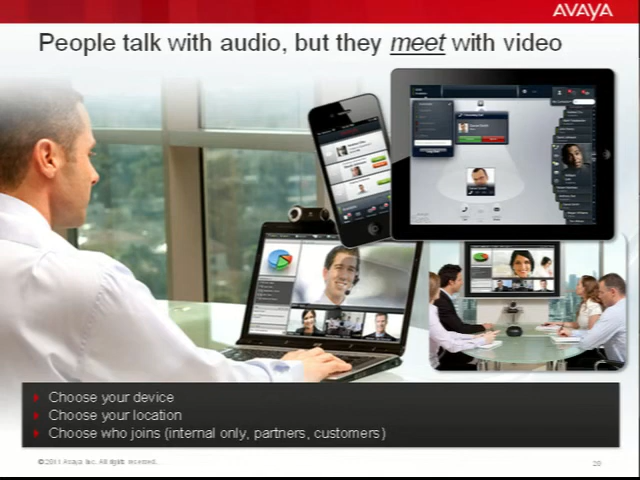 AVAYA
People talk with audio, but they meet with video
Choose your device
Choose your location
Choose who joins (internal only, partners, customers)
© 2011 Avaya Inc. All rights reserved.
20